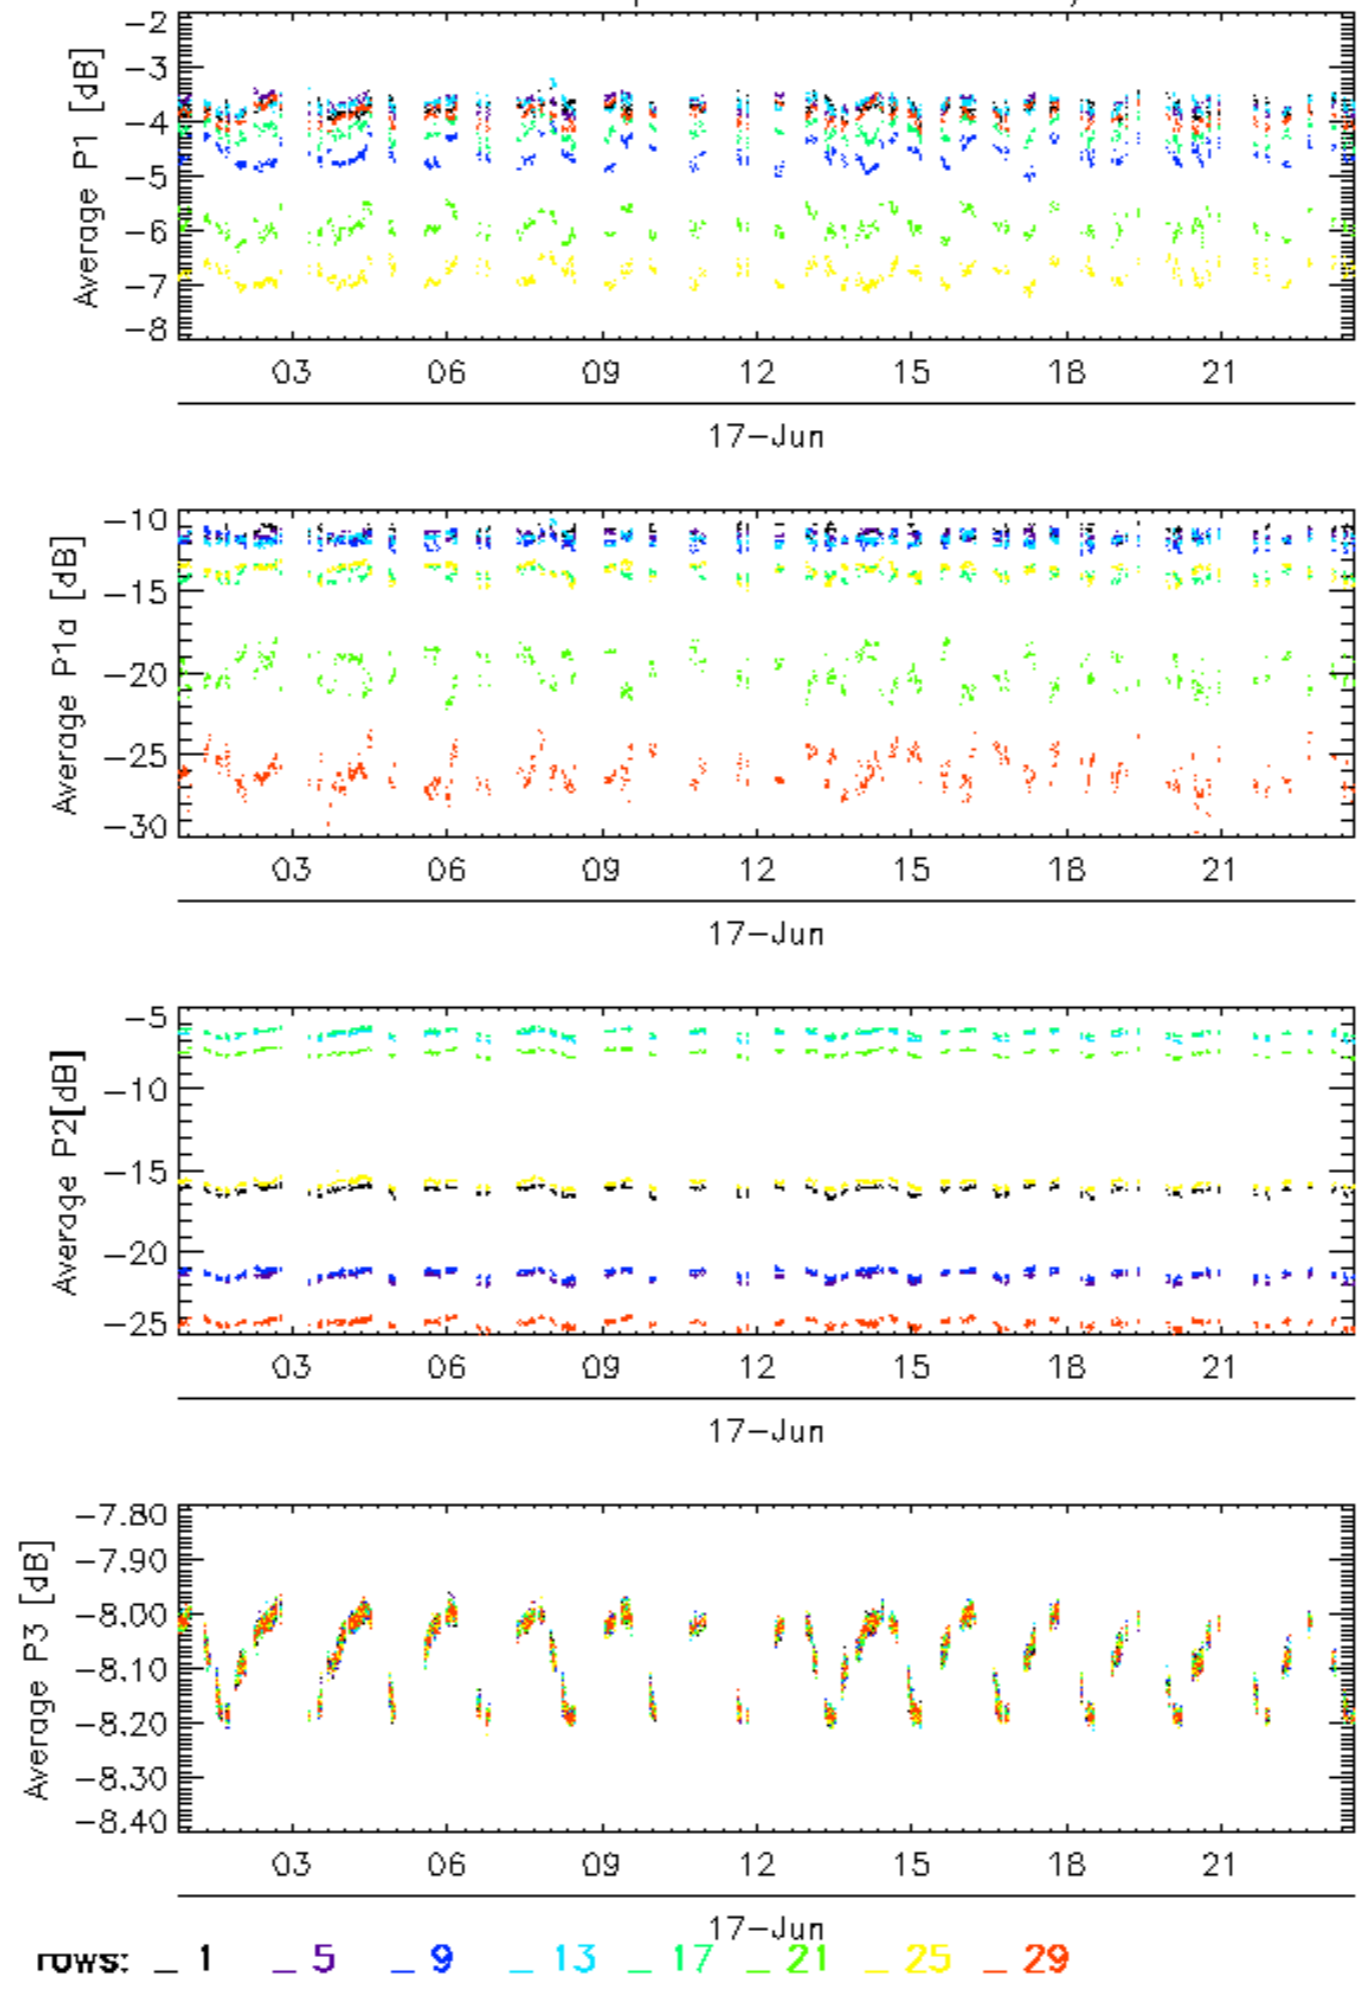 Average P1 [dB]
-2
-3
-4
-5
-6
-7
-8
03 06 09 12 15 18 21
17-Jun
Average P1a [dB]
-10
-15
-20
-25
-30
03 06 09 12 15 18 21
17-Jun
Average P2[dB]
-5
-10
-15
-20
-25
03 06 09 12 15 18 21
17-Jun
Average P3 [dB]
-7.80
-7.90
-8.00
-8.10
-8.20
-8.30
-8.40
03 06 09 12 15 18 21
17-Jun
rows: _ 1 _ 5 _ 9 _ 13 _ 17 _ 21 _ 25 _ 29